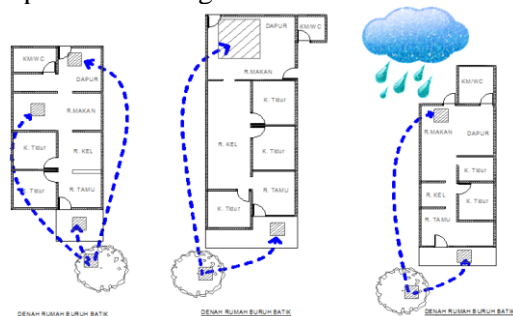 KM/WC
DAPUR
R.MAKAN
K. Tidur
R. KEL
K. Tidur
R. TAMU
DENAH RUMAH BURUH BATIK
DAPUR
KM/WC
R.MAKAN
K. Tidur
R. KEL
K. Tidur
K. Tidur
R. TAMU
DENAH RUMAH BURUH BATIK
KM/WC
R.MAKAN
DAPUR
R. KEL
K. Tidur
R. TAMU
DENAH RUMAH BURUH BATIK